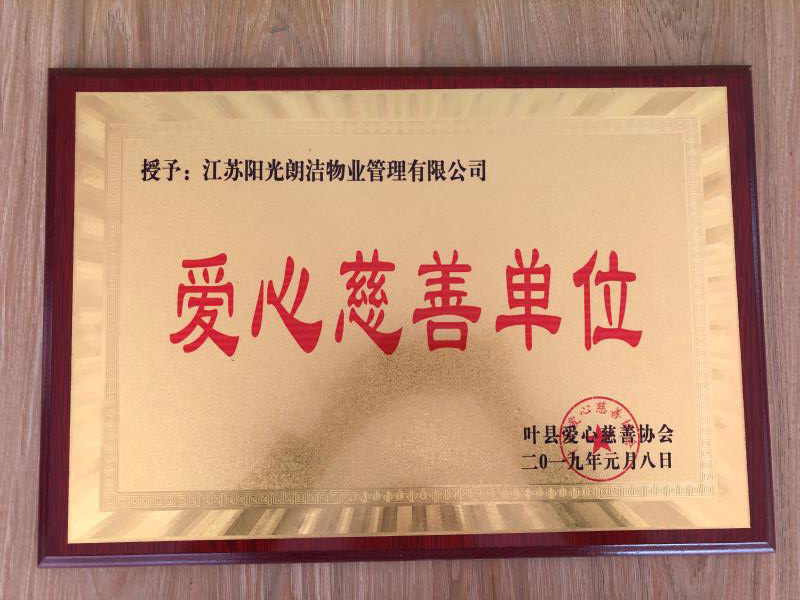 授予：江苏阳光朗洁物业管理有限公司
爱心慈善单位
叶县爱心慈善协会
二0一九年元月八日